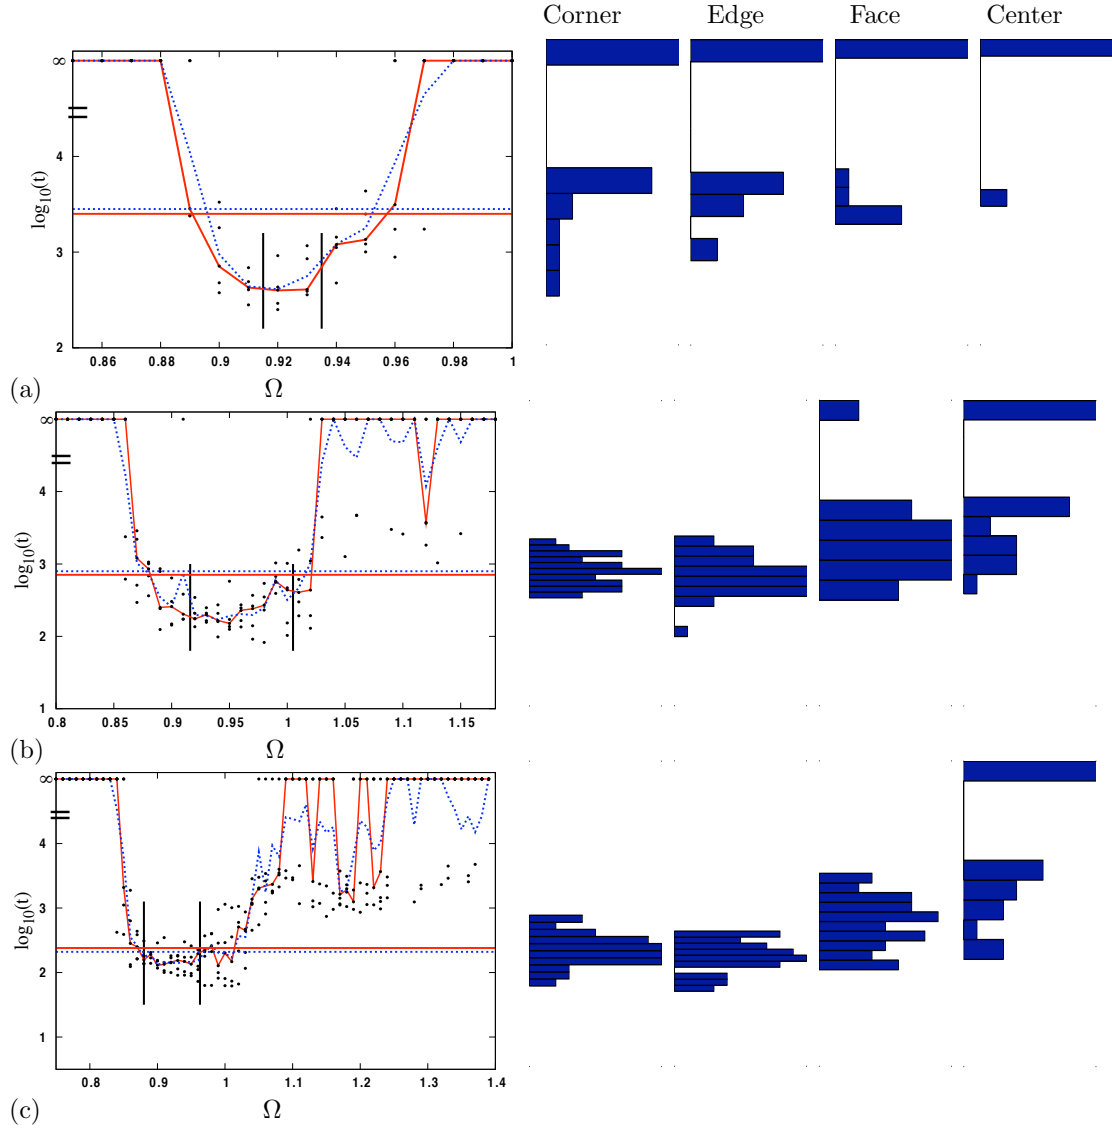 Corner Edge Face Center
∞
4
3
2
log₁₀(t)
0.86 0.88 0.9 0.92 0.94 0.96 0.98 1
(a) Ω
∞
4
3
2
1
log₁₀(t)
0.8 0.85 0.9 0.95 1 1.05 1.1 1.15
(b) Ω
∞
4
3
2
1
log₁₀(t)
0.8 0.9 1 1.1 1.2 1.3 1.4
(c) Ω